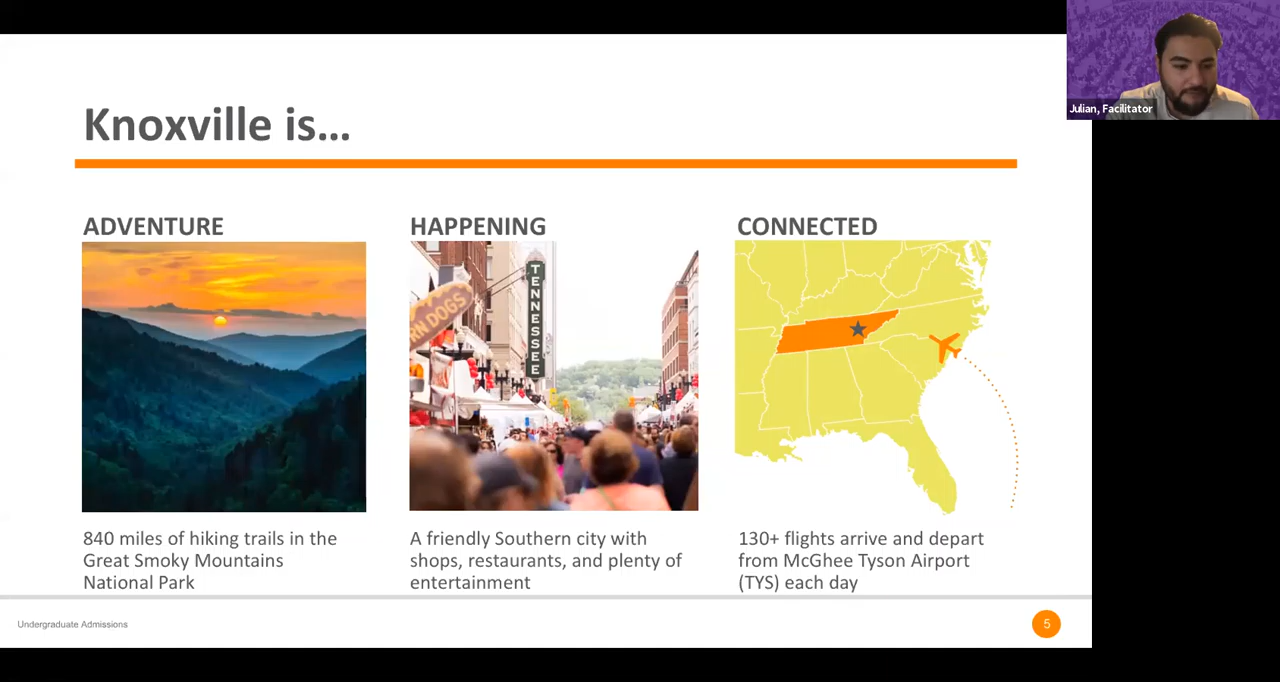 Julian, Facilitator
Knoxville is...
ADVENTURE
HAPPENING
CONNECTED
RN DOGS
TENNESSEE
840 miles of hiking trails in the
Great Smoky Mountains
National Park
A friendly Southern city with
shops, restaurants, and plenty of
entertainment
130+ flights arrive and depart
from McGhee Tyson Airport
(TYS) each day
Undergraduate Admissions
5